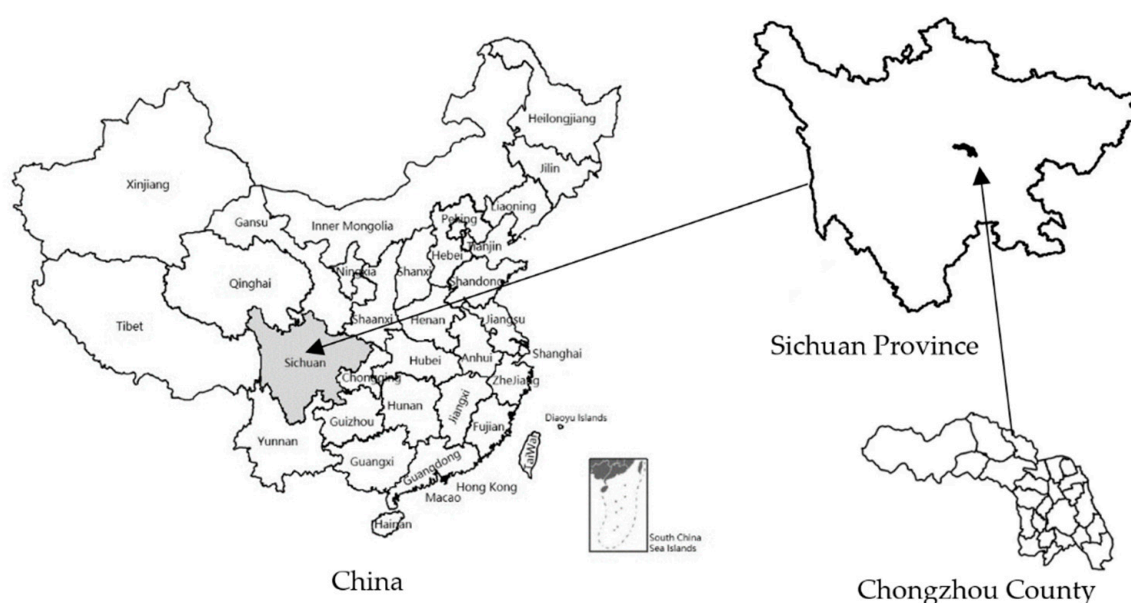 Heilongjiang
Jilin
Xinjiang
Liaoning
Gansu
Inner Mongolia
Peking
Tianjin
Hebei
Ningxia
Shanxi
Shandong
Qinghai
Shaanxi
Henan
Jiangsu
Tibet
Sichuan
Hubei
Anhui
Shanghai
Chongqing
ZheJiang
Hunan
Jiangxi
Guizhou
Fujian
Diaoyu Islands
Yunnan
TaiWan
Guangxi
Guangdong
Hong Kong
Macao
Hainan
South China
Sea Islands
China
Sichuan Province
Chongzhou County